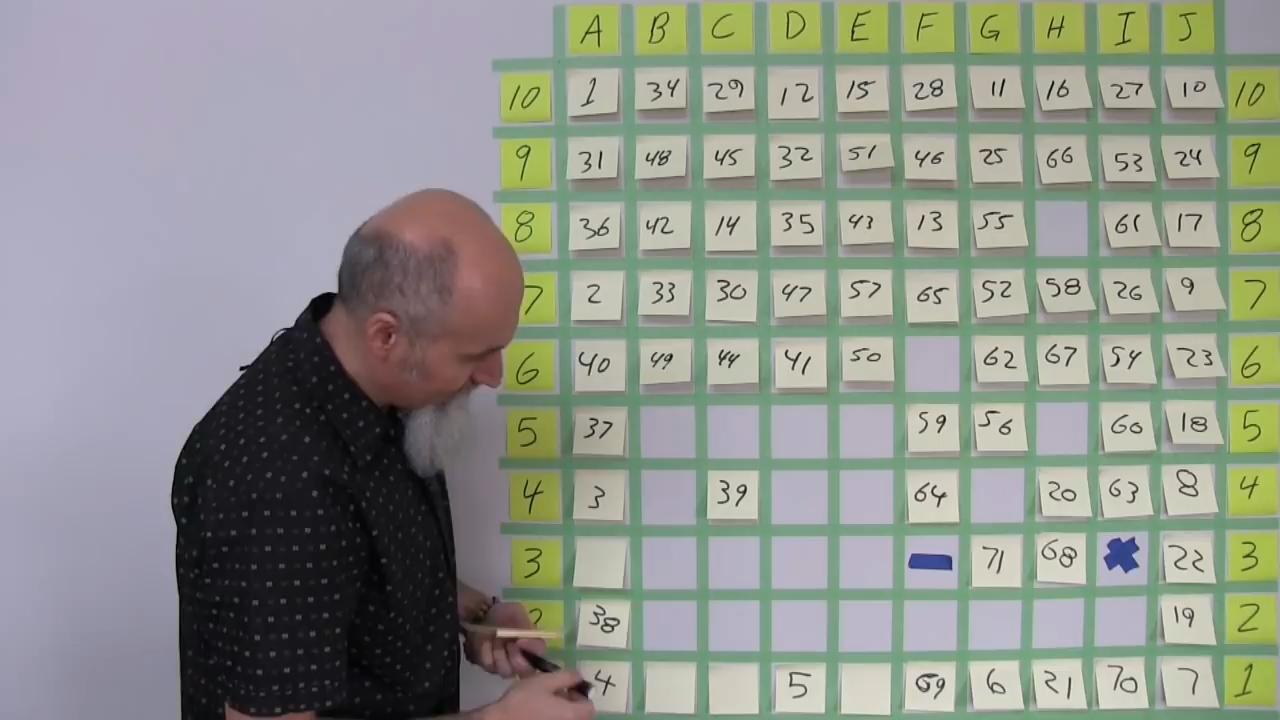 A B C D E F G H I J
10 1 34 29 12 15 28 11 16 27 10 10
9 31 48 45 32 51 46 25 66 53 24 9
8 36 42 14 35 43 13 55 61 17 8
7 2 33 30 47 57 65 52 58 26 9 7
6 40 49 44 41 50 62 67 54 23 6
5 37 59 56 60 18 5
4 3 39 64 20 63 8 4
3 71 68 22 3
2 38 19 2
4 5 69 6 21 70 7 1